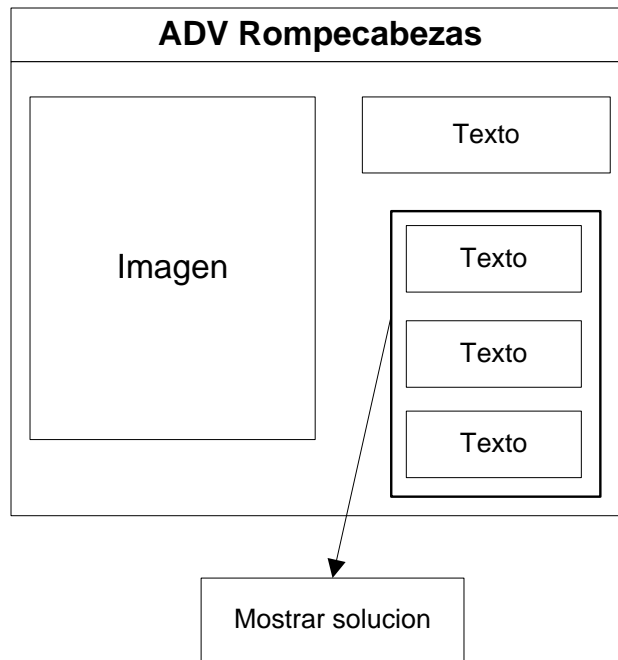 ADV Rompecabezas
Imagen
Texto
Texto
Texto
Texto
Mostrar solucion